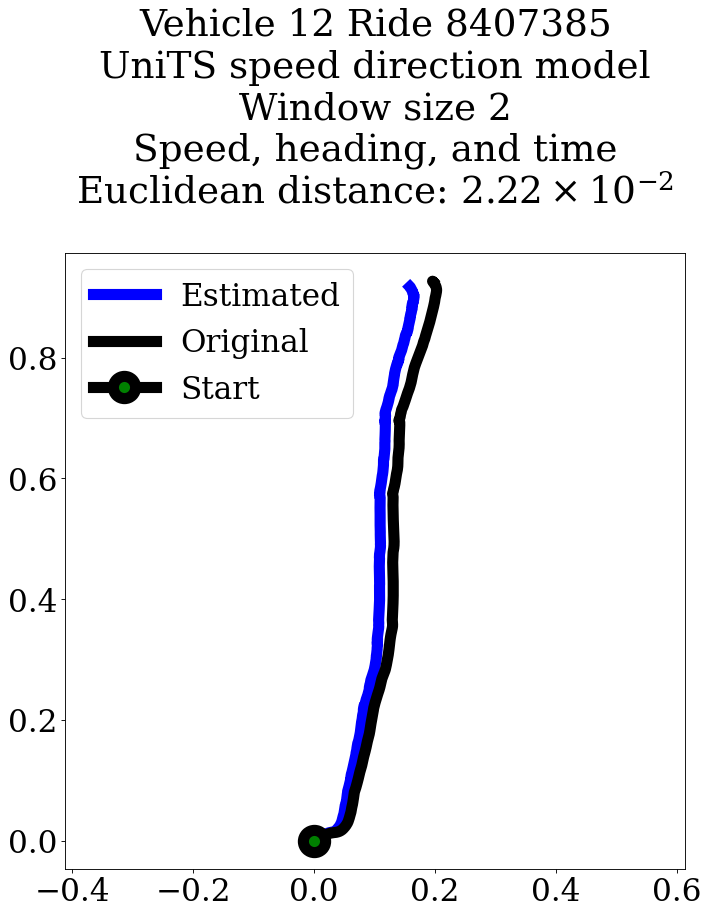 Vehicle 12 Ride 8407385
UniTS speed direction model
Window size 2
Speed, heading, and time
Euclidean distance: 2.22 × 10⁻²
Estimated
Original
Start
0.8
0.6
0.4
0.2
0.0
−0.4 −0.2 0.0 0.2 0.4 0.6